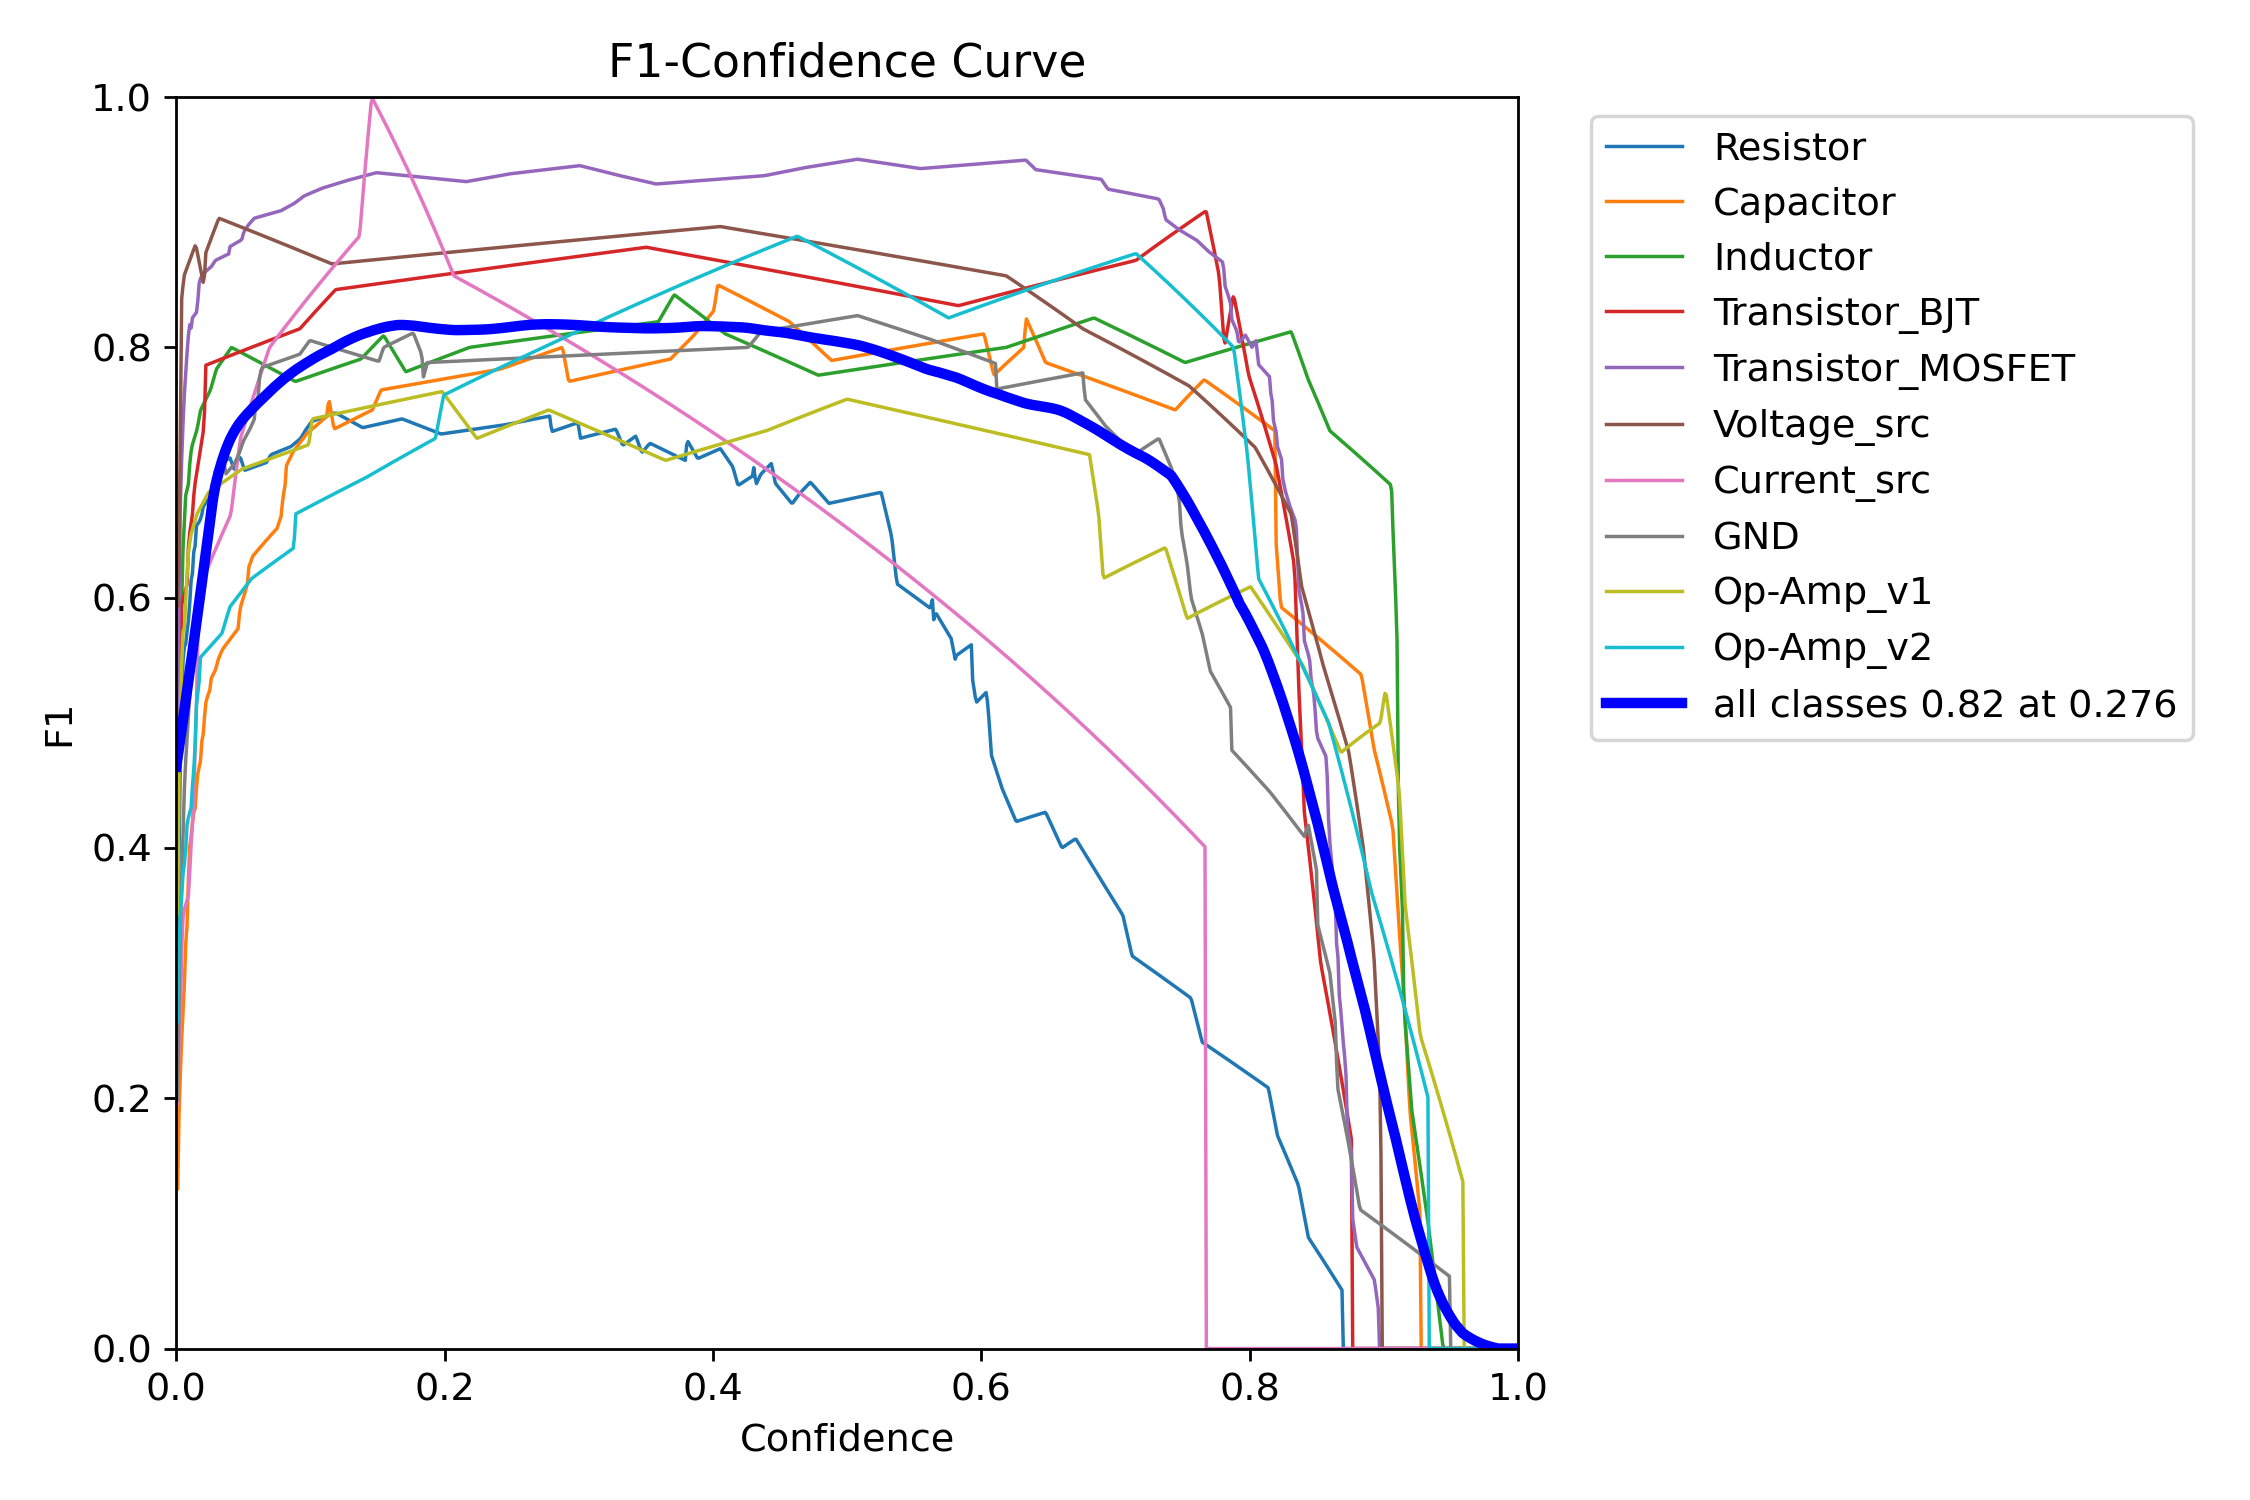 F1-Confidence Curve
1.0
0.8
0.6
0.4
0.2
0.0
F1
0.0 0.2 0.4 0.6 0.8 1.0
Confidence
Resistor
Capacitor
Inductor
Transistor_BJT
Transistor_MOSFET
Voltage_src
Current_src
GND
Op-Amp_v1
Op-Amp_v2
all classes 0.82 at 0.276